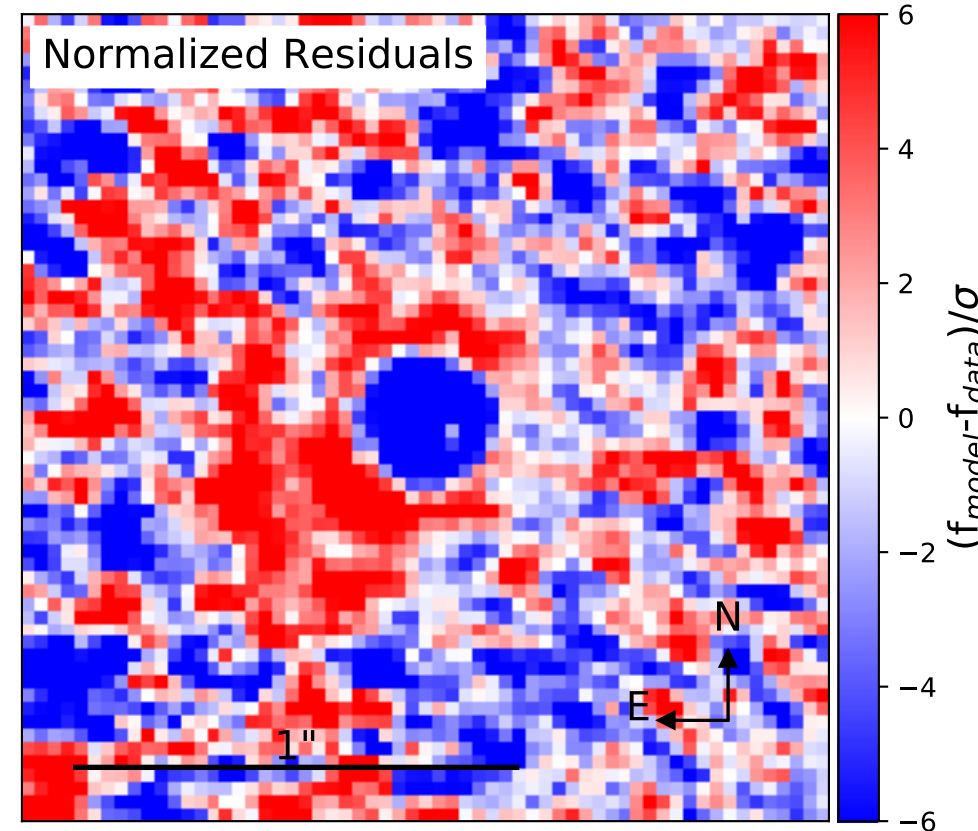 Normalized Residuals
6
4
2
0
−2
−4
−6
(f_model-f_data)/σ
N
E
1"